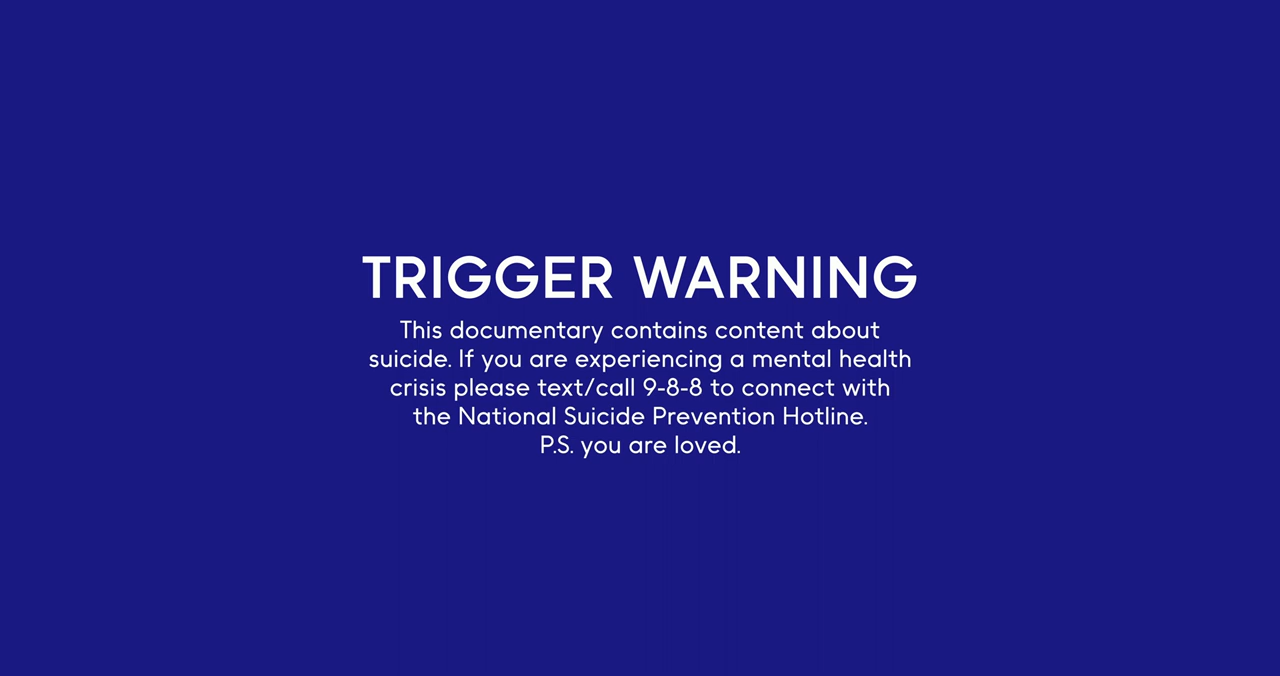 TRIGGER WARNING
This documentary contains content about
suicide. If you are experiencing a mental health
crisis please text/call 9-8-8 to connect with
the National Suicide Prevention Hotline.
P.S. you are loved.